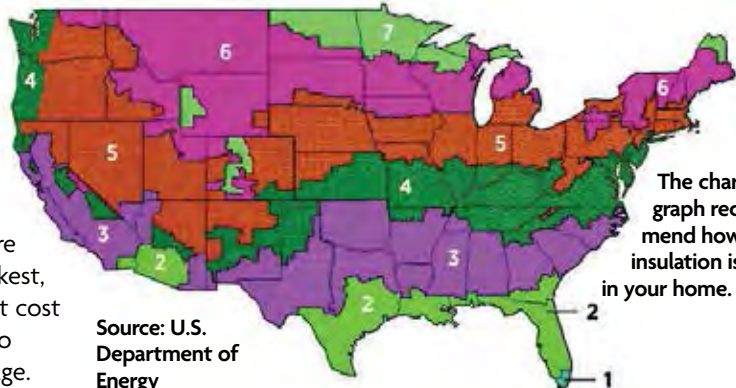 7
6
4
6
5
5
4
3
3
2
2
2
1
re
kest,
t cost
o
ge.
Source: U.S.
Department of
Energy
The char
graph rec
mend how
insulation is
in your home.